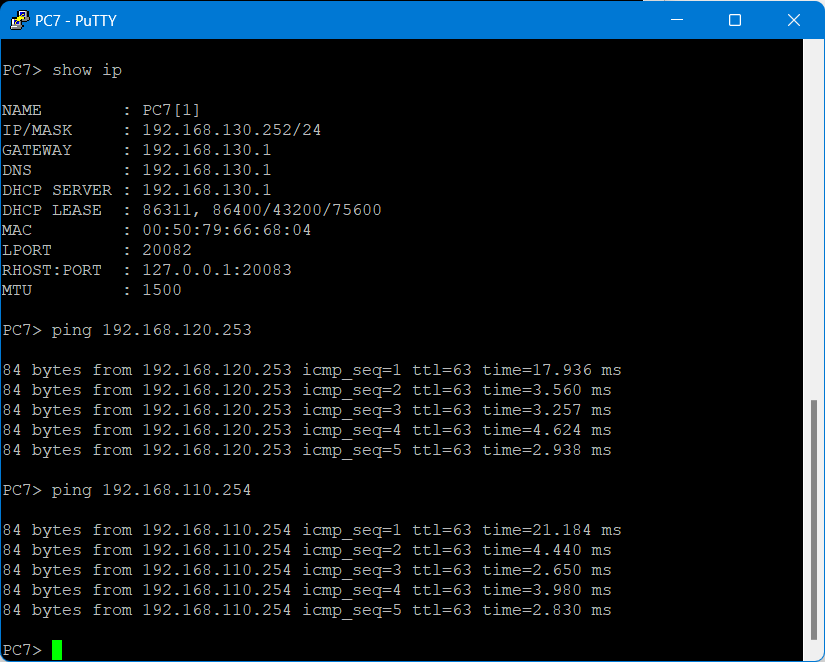 PC7 - PuTTY
PC7> show ip
NAME        : PC7[1]
IP/MASK     : 192.168.130.252/24
GATEWAY     : 192.168.130.1
DNS         : 192.168.130.1
DHCP SERVER : 192.168.130.1
DHCP LEASE  : 86311, 86400/43200/75600
MAC         : 00:50:79:66:68:04
LPORT       : 20082
RHOST:PORT  : 127.0.0.1:20083
MTU         : 1500
PC7> ping 192.168.120.253
84 bytes from 192.168.120.253 icmp_seq=1 ttl=63 time=17.936 ms
84 bytes from 192.168.120.253 icmp_seq=2 ttl=63 time=3.560 ms
84 bytes from 192.168.120.253 icmp_seq=3 ttl=63 time=3.257 ms
84 bytes from 192.168.120.253 icmp_seq=4 ttl=63 time=4.624 ms
84 bytes from 192.168.120.253 icmp_seq=5 ttl=63 time=2.938 ms
PC7> ping 192.168.110.254
84 bytes from 192.168.110.254 icmp_seq=1 ttl=63 time=21.184 ms
84 bytes from 192.168.110.254 icmp_seq=2 ttl=63 time=4.440 ms
84 bytes from 192.168.110.254 icmp_seq=3 ttl=63 time=2.650 ms
84 bytes from 192.168.110.254 icmp_seq=4 ttl=63 time=3.980 ms
84 bytes from 192.168.110.254 icmp_seq=5 ttl=63 time=2.830 ms
PC7>